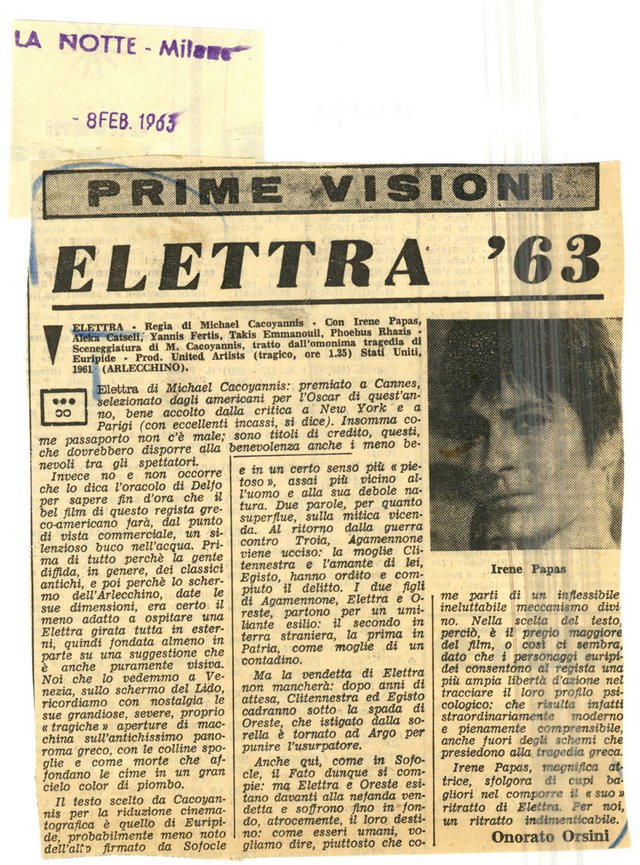 LA NOTTE - Milano
- 8 FEB. 1963
PRIME VISIONI
ELETTRA '63
ELETTRA - Regia di Michael Cacoyannis - Con Irene Papas,
Aleka Catseli, Yannis Fertis, Takis Emmanouil, Phoebus Rhazis -
Sceneggiatura di M. Cacoyannis, tratto dall'omonima tragedia di
Euripide - Prod. United Artists (tragico, ore 1.35) Stati Uniti,
1961 (ARLECCHINO).
Elettra di Michael Cacoyannis: premiato a Cannes,
selezionato dagli americani per l'Oscar di quest'an-
no, bene accolto dalla critica a New York e a
Parigi (con eccellenti incassi, si dice). Insomma co-
me passaporto non c'è male; sono titoli di credito, questi,
che dovrebbero disporre alla benevolenza anche i meno be-
nevoli tra gli spettatori.
Invece no e non occorre
che lo dica l'oracolo di Delfo
per sapere fin d'ora che il
bel film di questo regista gre-
co-americano farà, dal punto
di vista commerciale, un si-
lenzioso buco nell'acqua. Pri-
ma di tutto perchè la gente
diffida, in genere, dei classici
antichi, e poi perchè lo scher-
mo dell'Arlecchino, date le
sue dimensioni, era certo il
meno adatto a ospitare una
Elettra girata tutta in ester-
ni, quindi fondata almeno in
parte su una suggestione che
è anche puramente visiva.
Noi che lo vedemmo a Ve-
nezia, sullo schermo del Lido,
ricordiamo con nostalgia le
sue grandiose, severe, proprio
« tragiche » aperture di mac-
china sull'antichissimo pano-
roma greco, con le colline spo-
glie e come morte che af-
fondano le cime in un gran
cielo color di piombo.
Il testo scelto da Cacoyan-
nis per la riduzione cinema-
tografica è quello di Euripi-
de, probabilmente meno noto
dell'alto firmato da Sofocle
e in un certo senso più « pie-
toso », assai più vicino al-
l'uomo e alla sua debole na-
tura. Due parole, per quanto
superflue, sulla mitica vicen-
da. Al ritorno dalla guerra
contro Troia, Agamennone
viene ucciso: la moglie Cli-
tennestra e l'amante di lei,
Egisto, hanno ordito e com-
piuto il delitto. I due figli
di Agamennone, Elettra e O-
reste, partono per un umi-
liante esilio: il secondo in
terra straniera, la prima in
Patria, come moglie di un
contadino.
Ma la vendetta di Elettra
non mancherà: dopo anni di
attesa, Clitennestra ed Egisto
cadranno sotto la spada di
Oreste, che istigato dalla so-
rella è tornato ad Argo per
punire l'usurpatore.
Anche qui, come in Sofo-
cle, il Fato dunque si com-
pie: ma Elettra e Oreste esi-
tano davanti alla nefanda ven-
detta e soffrono fino in fon-
do, atrocemente, il loro desti-
no: come esseri umani, vo-
gliamo dire, piuttosto che co-
Irene Papas
me parti di un inflessibile
ineluttabile meccanismo divi
no. Nella scelta del testo,
perciò, è il pregio maggiore
del film, o così ci sembra,
dato che i personaggi euripi-
dei consentono al regista una
più ampia libertà d'azione nel
tracciare il loro profilo psi-
cologico: che risulta infatti
straordinariamente moderno
e pienamente comprensibile,
anche fuori degli schemi che
presiedono alla tragedia greca.
Irene Papas, magnifica at-
trice, sfolgora di cupi ba-
gliori nel comporre il « suo »
ritratto di Elettra. Per noi,
un ritratto indimenticabile.
Onorato Orsini